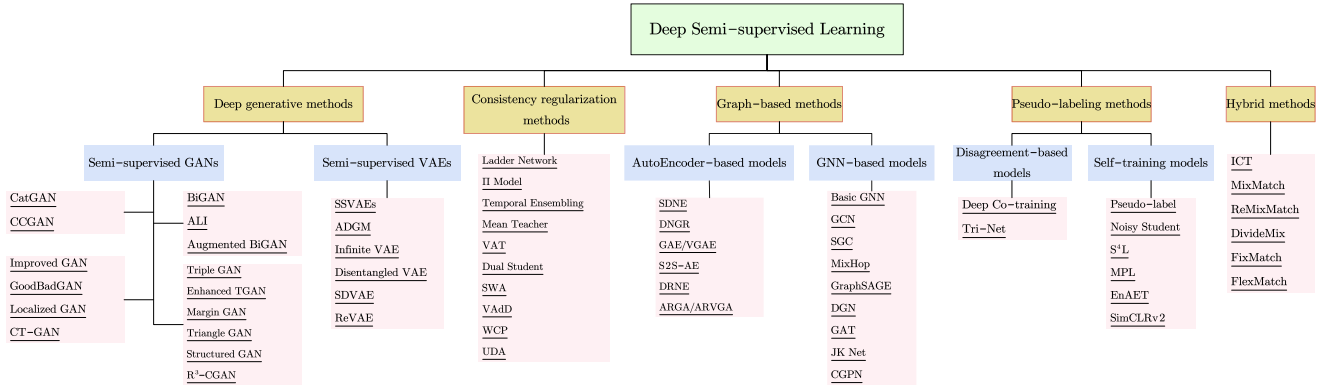 Deep Semi-supervised Learning
Deep generative methods
Semi-supervised GANs
CatGAN
CCGAN
Improved GAN
GoodBadGAN
Localized GAN
CT-GAN
BiGAN
ALI
Augmented BiGAN
Triple GAN
Enhanced TGAN
Margin GAN
Triangle GAN
Structured GAN
R³-CGAN
Semi-supervised VAEs
SSVAEs
ADGM
Infinite VAE
Disentangled VAE
SDVAE
ReVAE
Consistency regularization
methods
Ladder Network
Π Model
Temporal Ensembling
Mean Teacher
VAT
Dual Student
SWA
VAdD
WCP
UDA
Graph-based methods
AutoEncoder-based models
SDNE
DNGR
GAE/VGAE
S2S-AE
DRNE
ARGA/ARVGA
GNN-based models
Basic GNN
GCN
SGC
MixHop
GraphSAGE
DGN
GAT
JK Net
CGPN
Pseudo-labeling methods
Disagreement-based
models
Deep Co-training
Tri-Net
Self-training models
Pseudo-label
Noisy Student
S⁴L
MPL
EnAET
SimCLRv2
Hybrid methods
ICT
MixMatch
ReMixMatch
DivideMix
FixMatch
FlexMatch